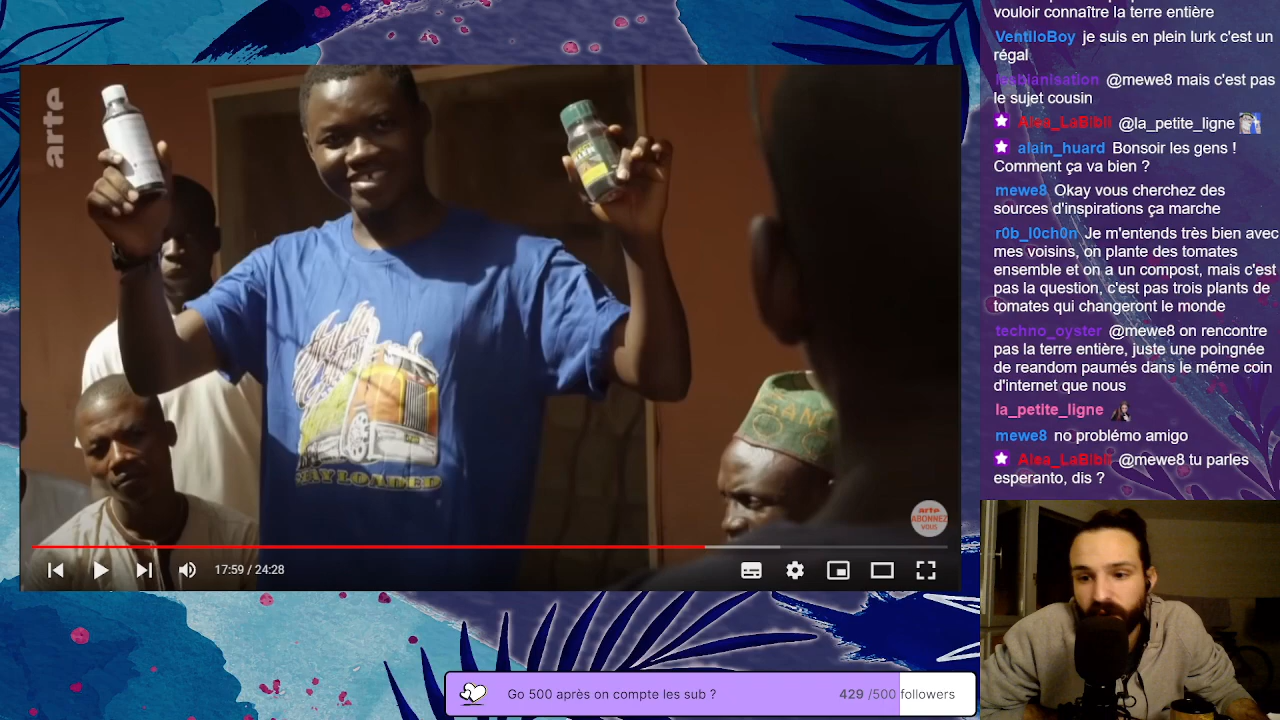 vouloir connaître la terre entière
VentiloBoy je suis en plein lurk c'est un
régal
lesbianisation @mewe8 mais c'est pas
le sujet cousin
Alea_LaBibli @la_petite_ligne
alain_huard Bonsoir les gens !
Comment ça va bien ?
mewe8 Okay vous cherchez des
sources d'inspirations ça marche
r0b_l0ch0n Je m'entends très bien avec
mes voisins, on plante des tomates
ensemble et on a un compost, mais c'est
pas la question, c'est pas trois plants de
tomates qui changeront le monde
techno_oyster @mewe8 on rencontre
pas la terre entière, juste une poingnée
de reandom paumés dans le même coin
d'internet que nous
la_petite_ligne
mewe8 no problémo amigo
Alea_LaBibli @mewe8 tu parles
esperanto, dis ?
arte
arte
ABONNEZ
VOUS
17:59 / 24:28
Go 500 après on compte les sub ?
429 /500 followers